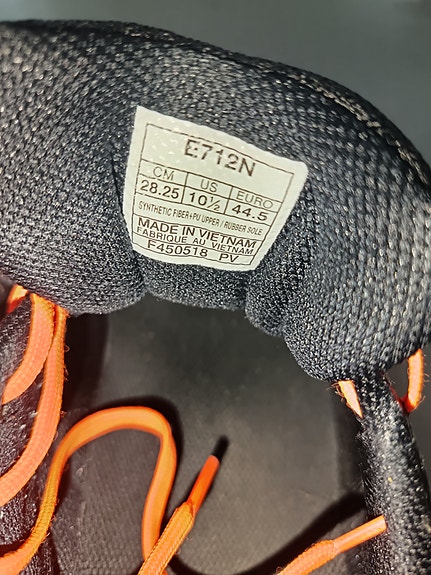 E712N
CM US EURO
28.25 10½ 44.5
SYNTHETIC FIBER+PU UPPER / RUBBER SOLE
MADE IN VIETNAM
FABRIQUE AU VIETNAM
E450518 PV